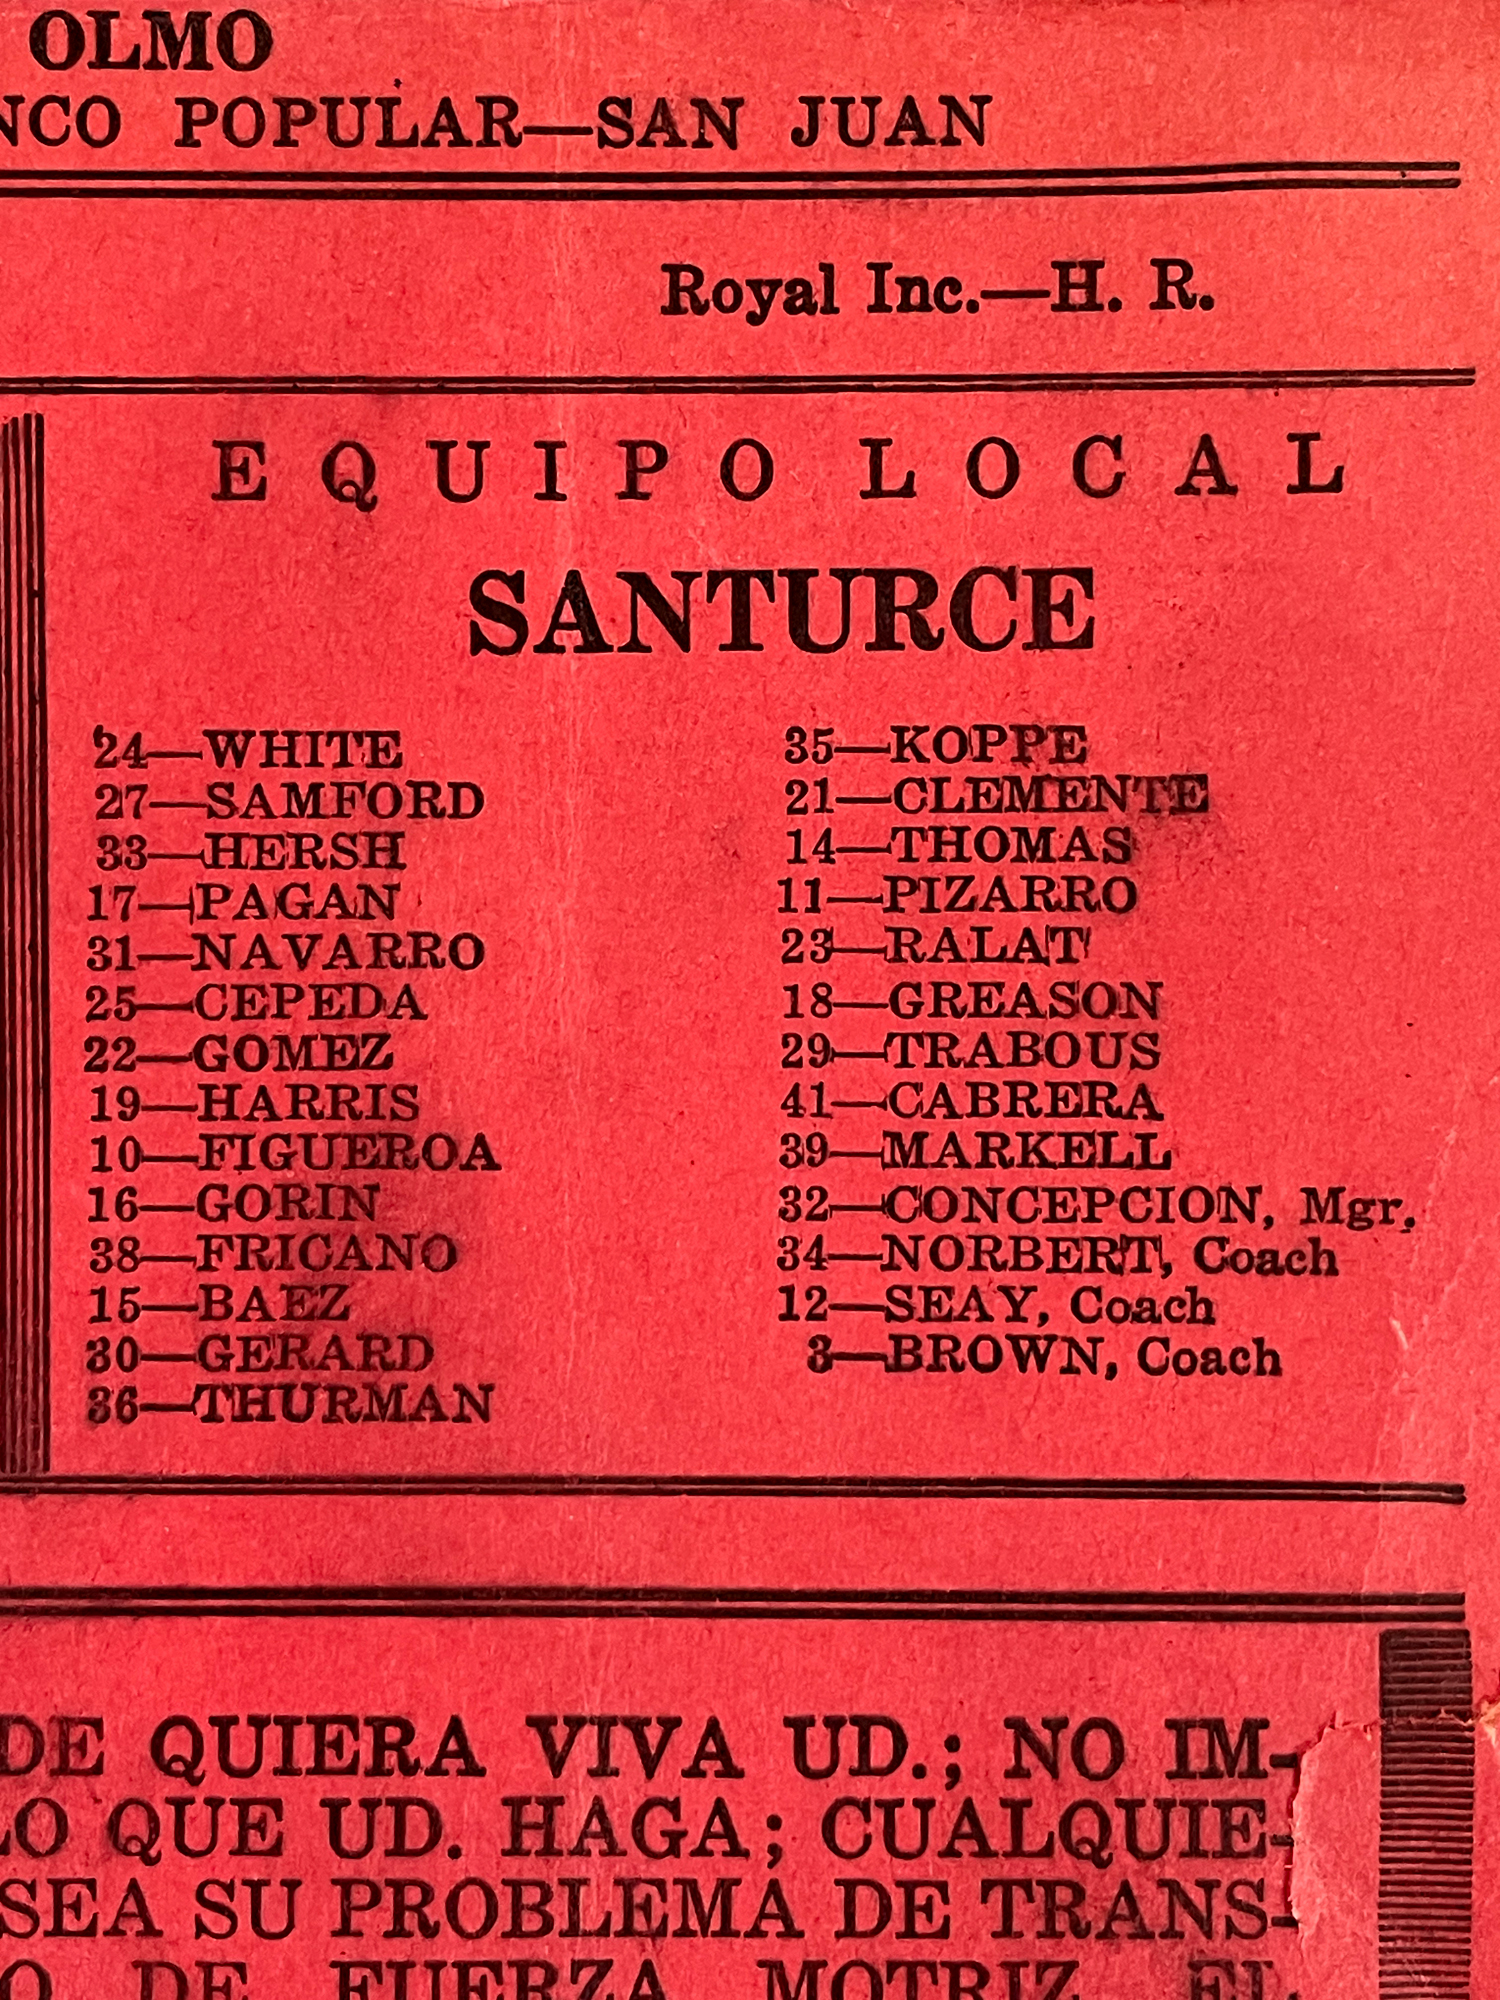 OLMO
NCO POPULAR—SAN JUAN
Royal Inc.—H. R.
EQUIPO LOCAL
SANTURCE
24—WHITE
27—SAMFORD
33—HERSH
17—PAGAN
31—NAVARRO
25—CEPEDA
22—GOMEZ
19—HARRIS
10—FIGUEROA
16—GORIN
38—FRICANO
15—BAEZ
30—GERARD
36—THURMAN
35—KOPPE
21—CLEMENTE
14—THOMAS
11—PIZARRO
23—RALAT
18—GREASON
29—TRABOUS
41—CABRERA
39—MARKELL
32—CONCEPCION, Mgr.
34—NORBERT, Coach
12—SEAY, Coach
3—BROWN, Coach
DE QUIERA VIVA UD.; NO IM-
LO QUE UD. HAGA; CUALQUIE-
SEA SU PROBLEMA DE TRANS-
O DE FUERZA MOTRIZ EL